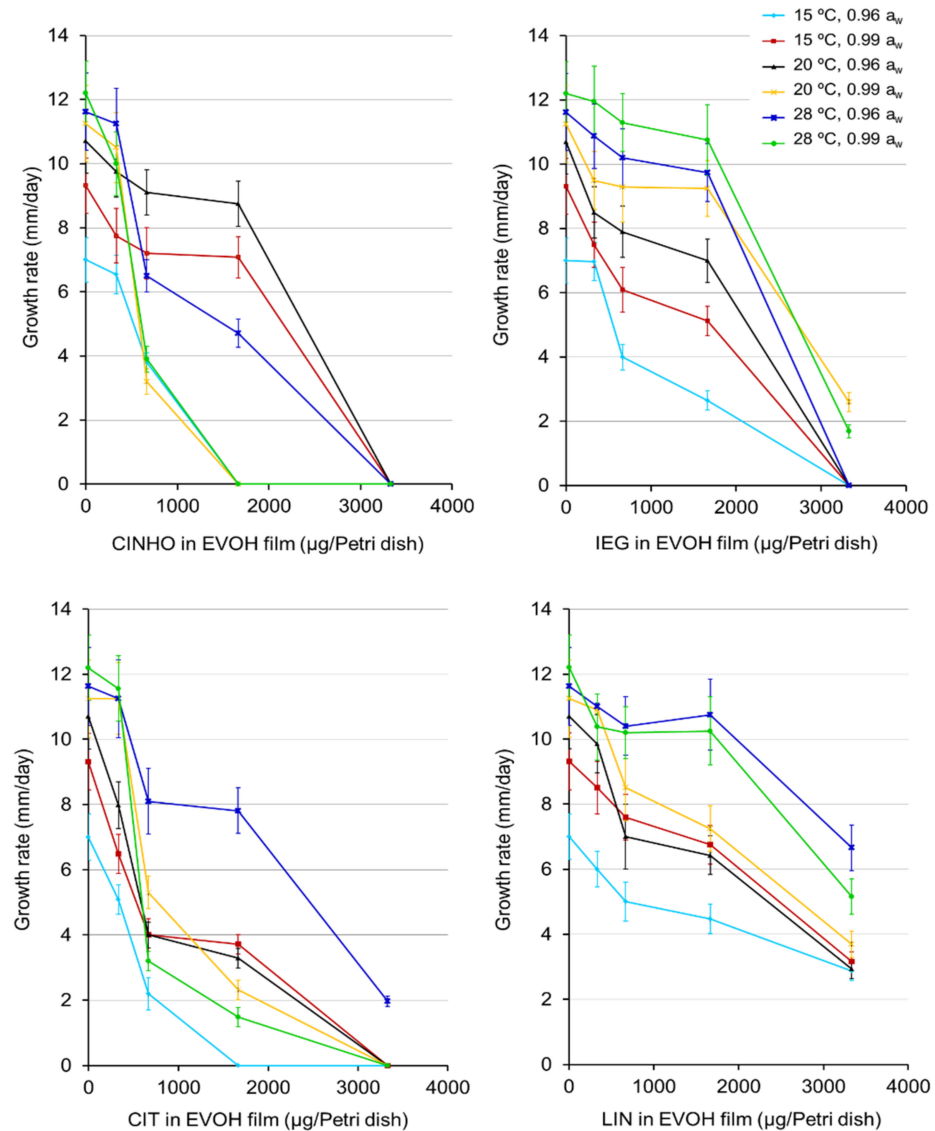 15 ºC, 0.96 aw
15 ºC, 0.99 aw
20 ºC, 0.96 aw
20 ºC, 0.99 aw
28 ºC, 0.96 aw
28 ºC, 0.99 aw
Growth rate (mm/day)
14
12
10
8
6
4
2
0
0 1000 2000 3000 4000
CINHO in EVOH film (µg/Petri dish)
Growth rate (mm/day)
14
12
10
8
6
4
2
0
0 1000 2000 3000 4000
IEG in EVOH film (µg/Petri dish)
Growth rate (mm/day)
14
12
10
8
6
4
2
0
0 1000 2000 3000 4000
CIT in EVOH film (µg/Petri dish)
Growth rate (mm/day)
14
12
10
8
6
4
2
0
0 1000 2000 3000 4000
LIN in EVOH film (µg/Petri dish)